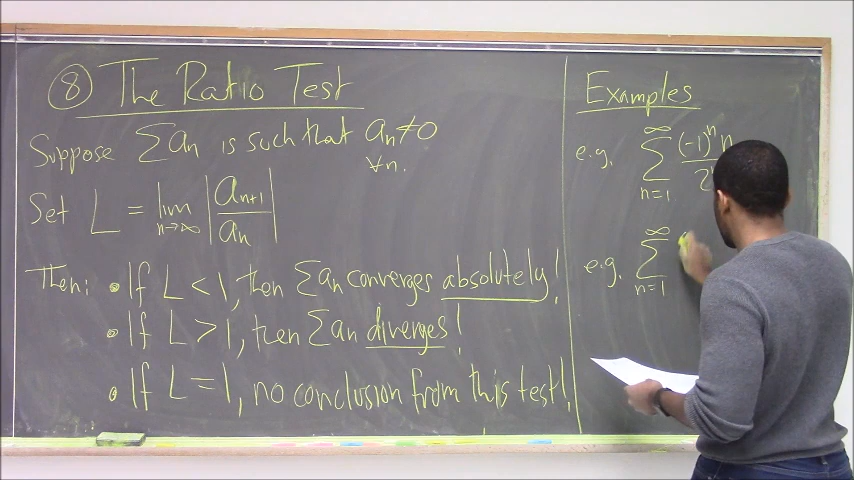 ⑧ The Ratio Test
Suppose ∑ aₙ is such that aₙ ≠ 0
∀n.
Set L = lim n→∞ |aₙ₊₁ / aₙ|
Then: • If L < 1, then ∑ aₙ converges absolutely!
• If L > 1, then ∑ aₙ diverges!
• If L = 1, no conclusion from this test!
Examples
e.g. ∞ ∑ n=1 (-1)ⁿ n / 2
e.g. ∞ ∑ n=1